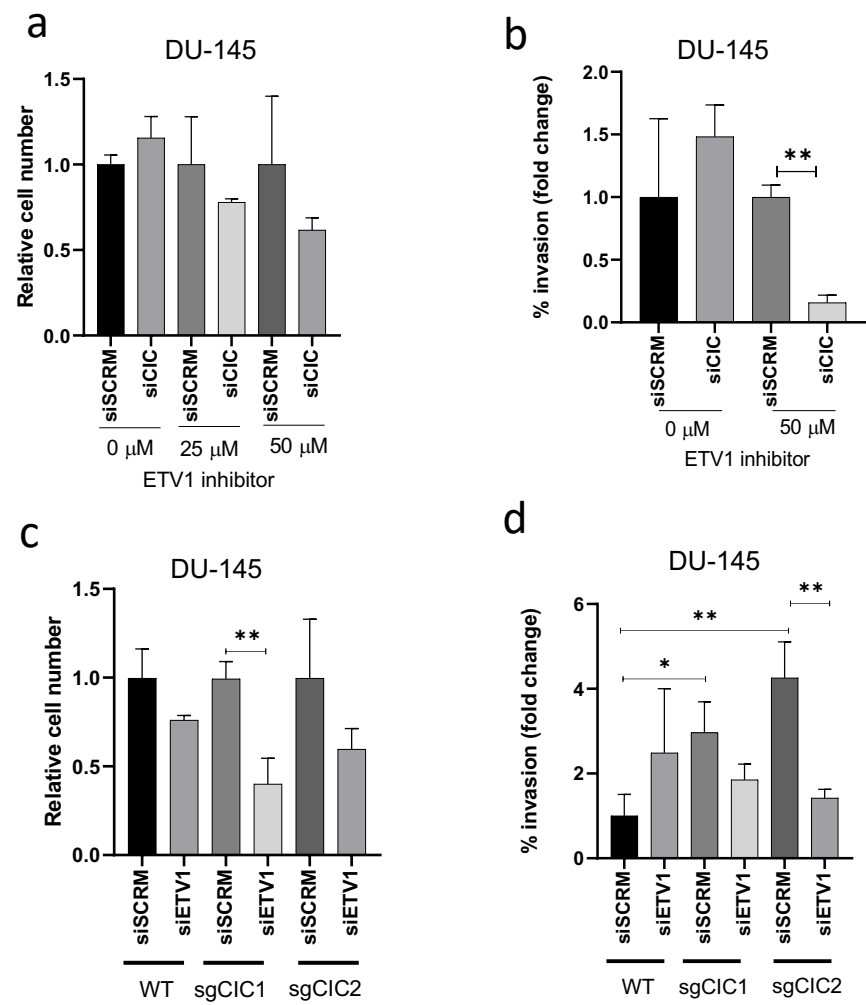 a
DU-145
Relative cell number
1.5
1.0
0.5
0.0
siSCRM
siCIC
siSCRM
siCIC
siSCRM
siCIC
0 μM
25 μM
50 μM
ETV1 inhibitor
b
DU-145
% invasion (fold change)
2.0
1.5
1.0
0.5
0.0
**
siSCRM
siCIC
siSCRM
siCIC
0 μM
50 μM
ETV1 inhibitor
c
DU-145
Relative cell number
1.5
1.0
0.5
0.0
**
siSCRM
siETV1
siSCRM
siETV1
siSCRM
siETV1
WT
sgCIC1
sgCIC2
d
DU-145
% invasion (fold change)
6
4
2
0
**
**
*
siSCRM
siETV1
siSCRM
siETV1
siSCRM
siETV1
WT
sgCIC1
sgCIC2